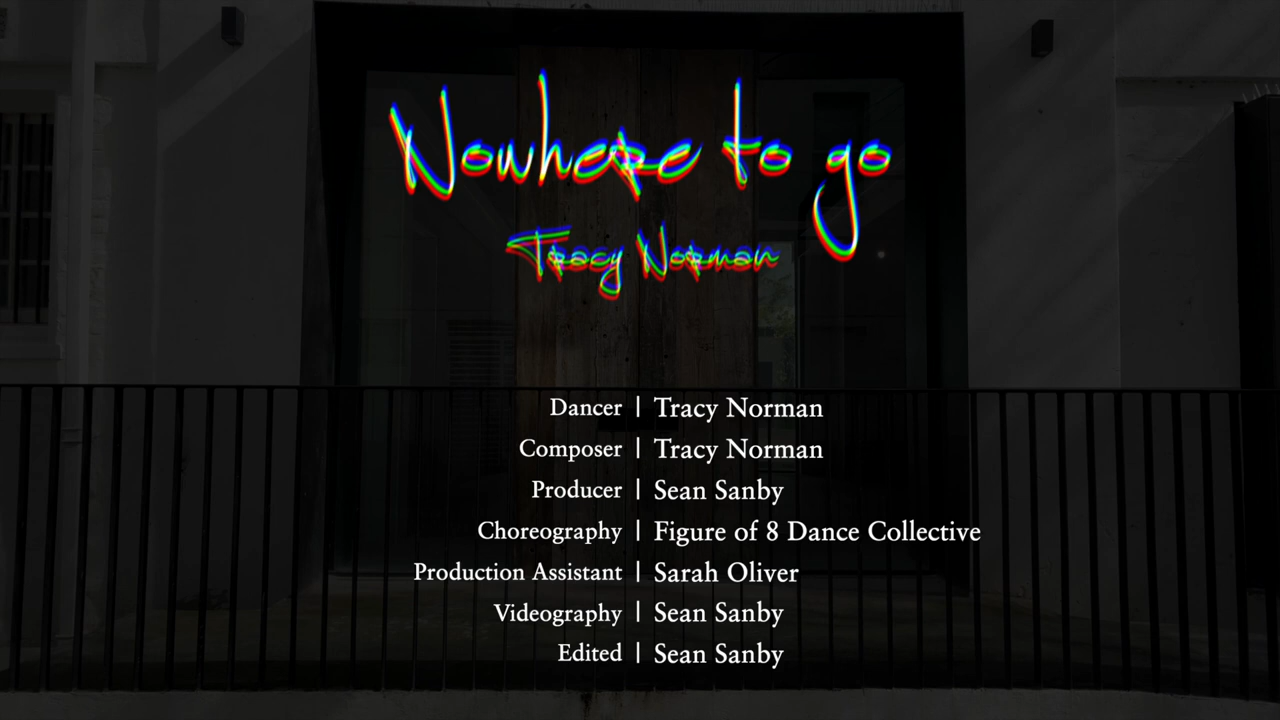 Nowhere to go
Tracy Norman
Dancer | Tracy Norman
Composer | Tracy Norman
Producer | Sean Sanby
Choreography | Figure of 8 Dance Collective
Production Assistant | Sarah Oliver
Videography | Sean Sanby
Edited | Sean Sanby